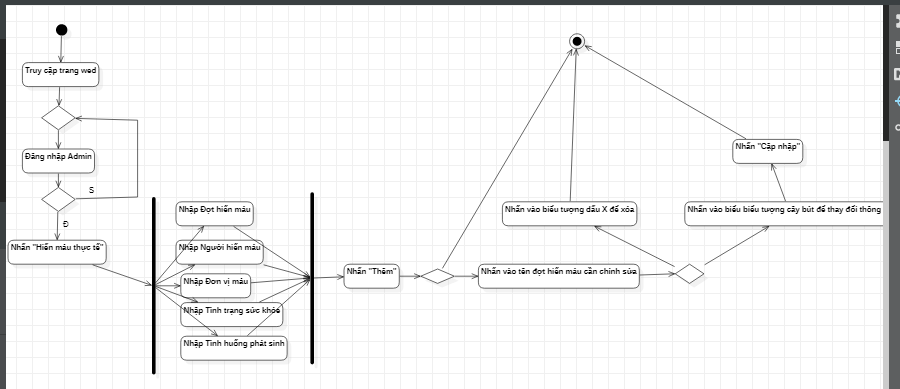 Truy cập trang wed
Đăng nhập Admin
S
Đ
Nhấn "Hiến máu thực tế"
Nhập Đợt hiến máu
Nhập Người hiến máu
Nhập Đơn vị máu
Nhập Tình trạng sức khỏe
Nhập Tình huống phát sinh
Nhấn "Thêm"
Nhấn vào tên đợt hiến máu cần chỉnh sửa
Nhấn vào biểu tượng dấu X để xóa
Nhấn vào biểu biểu tượng cây bút để thay đổi thông
Nhấn "Cập nhập"